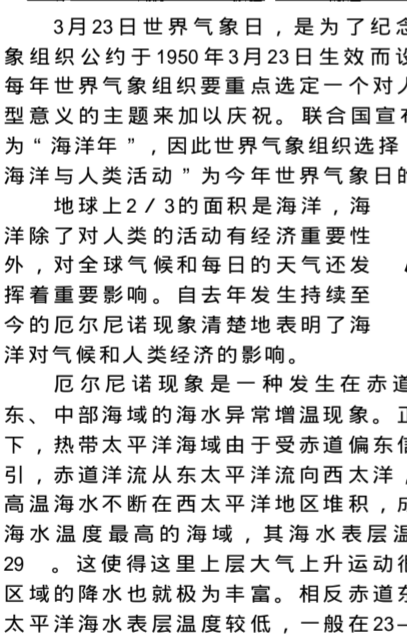 3月23日世界气象日，是为了纪念
象组织公约于1950年3月23日生效而设
每年世界气象组织要重点选定一个对人
型意义的主题来加以庆祝。联合国宣布
为“海洋年”，因此世界气象组织选择
海洋与人类活动”为今年世界气象日的
地球上2/3的面积是海洋，海
洋除了对人类的活动有经济重要性
外，对全球气候和每日的天气还发
挥着重要影响。自去年发生持续至
今的厄尔尼诺现象清楚地表明了海
洋对气候和人类经济的影响。
厄尔尼诺现象是一种发生在赤道
东、中部海域的海水异常增温现象。正
下，热带太平洋海域由于受赤道偏东信
引，赤道洋流从东太平洋流向西太洋，
高温海水不断在西太平洋地区堆积，成
海水温度最高的海域，其海水表层温
29 。这使得这里上层大气上升运动很
区域的降水也就极为丰富。相反赤道东
太平洋海水表层温度较低，一般在23–